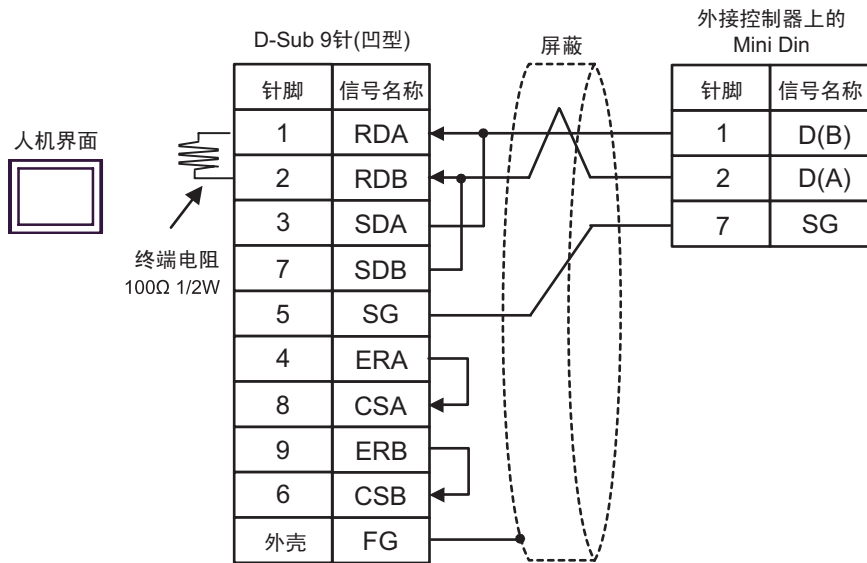 外接控制器上的
Mini Din
D-Sub 9针(凹型)
屏蔽
人机界面
终端电阻
100Ω 1/2W
针脚 信号名称
1 RDA
2 RDB
3 SDA
7 SDB
5 SG
4 ERA
8 CSA
9 ERB
6 CSB
外壳 FG
针脚 信号名称
1 D(B)
2 D(A)
7 SG